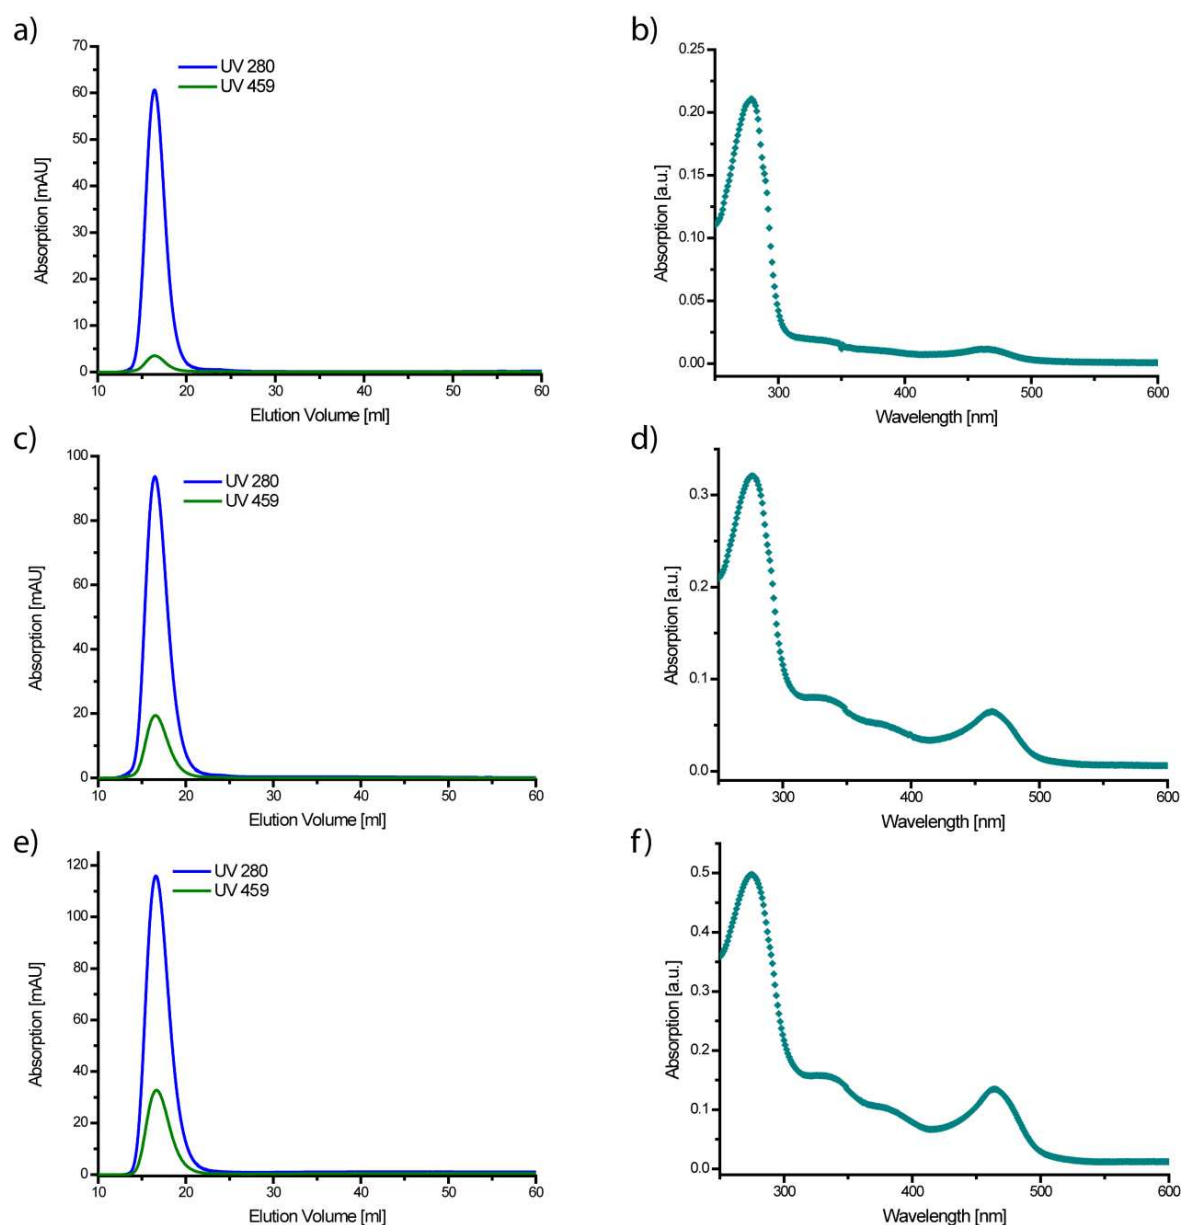 a)
70
60
50
40
30
20
10
0
Absorption [mAU]
UV 280
UV 459
10 20 30 40 50 60
Elution Volume [ml]
b)
0.25
0.20
0.15
0.10
0.05
0.00
Absorption [a.u.]
300 400 500 600
Wavelength [nm]
c)
100
80
60
40
20
0
Absorption [mAU]
UV 280
UV 459
10 20 30 40 50 60
Elution Volume [ml]
d)
0.3
0.2
0.1
0.0
Absorption [a.u.]
300 400 500 600
Wavelength [nm]
e)
120
100
80
60
40
20
0
Absorption [mAU]
UV 280
UV 459
10 20 30 40 50 60
Elution Volume [ml]
f)
0.5
0.4
0.3
0.2
0.1
0.0
Absorption [a.u.]
300 400 500 600
Wavelength [nm]